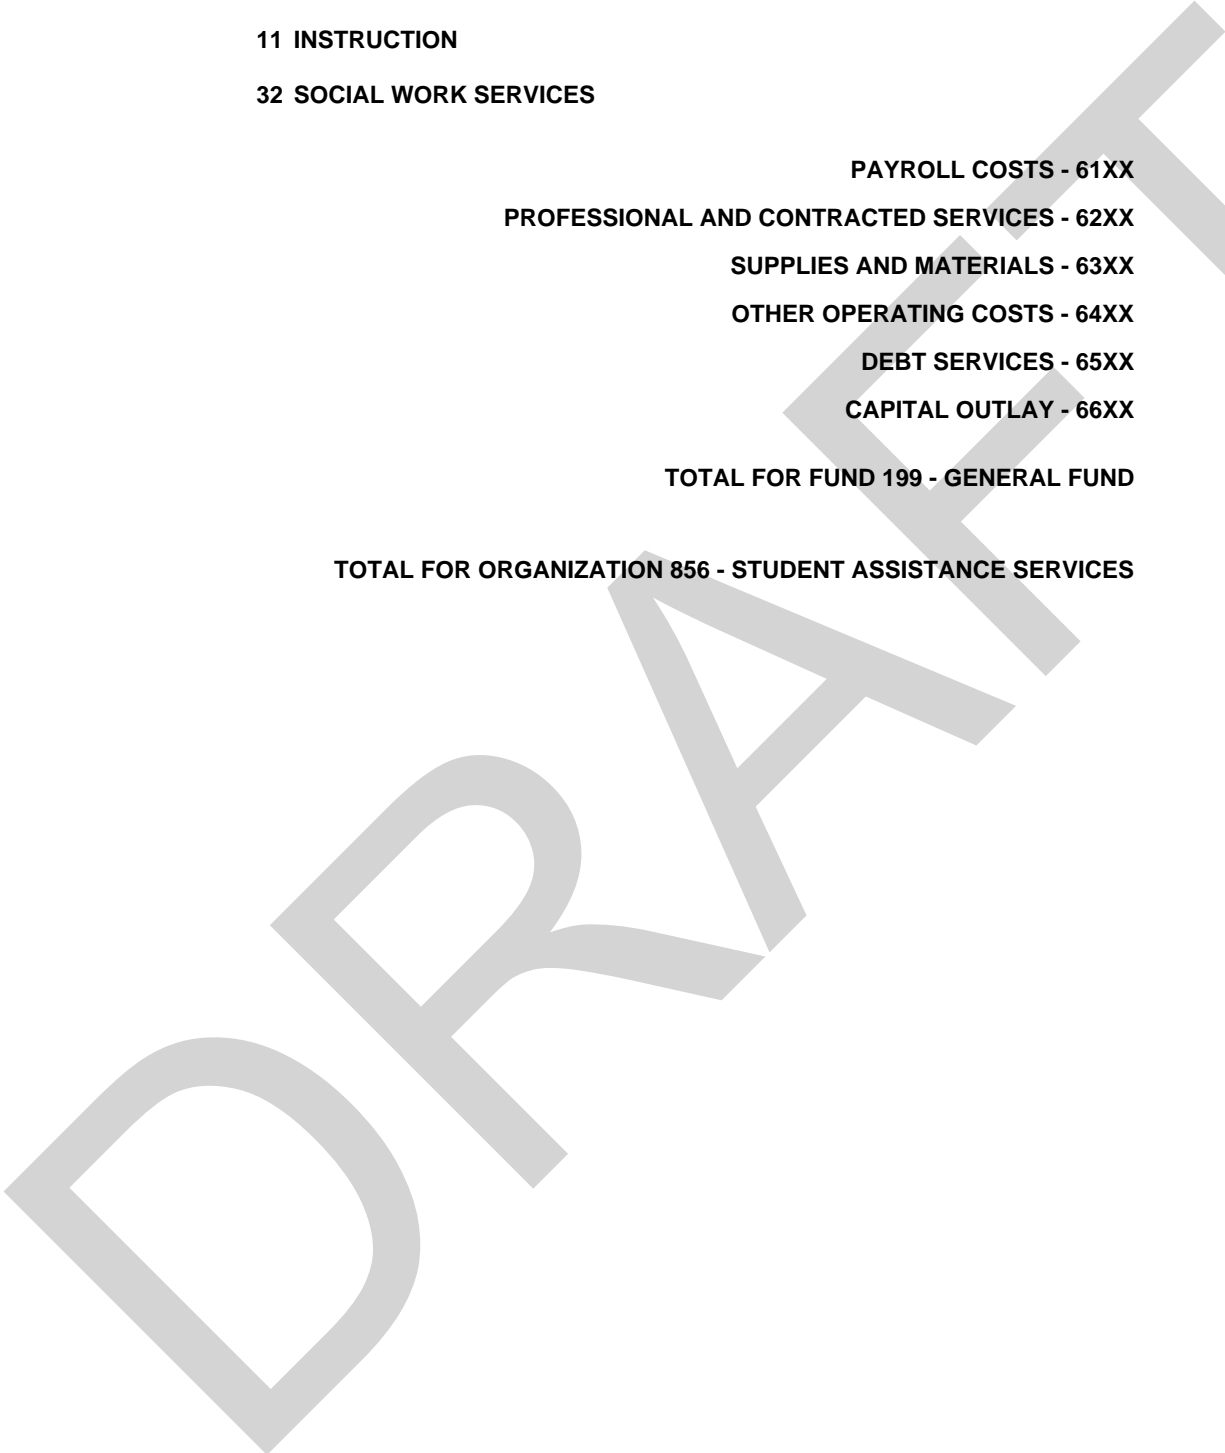 11 INSTRUCTION
32 SOCIAL WORK SERVICES
PAYROLL COSTS - 61XX
PROFESSIONAL AND CONTRACTED SERVICES - 62XX
SUPPLIES AND MATERIALS - 63XX
OTHER OPERATING COSTS - 64XX
DEBT SERVICES - 65XX
CAPITAL OUTLAY - 66XX
TOTAL FOR FUND 199 - GENERAL FUND
TOTAL FOR ORGANIZATION 856 - STUDENT ASSISTANCE SERVICES
DRAFT